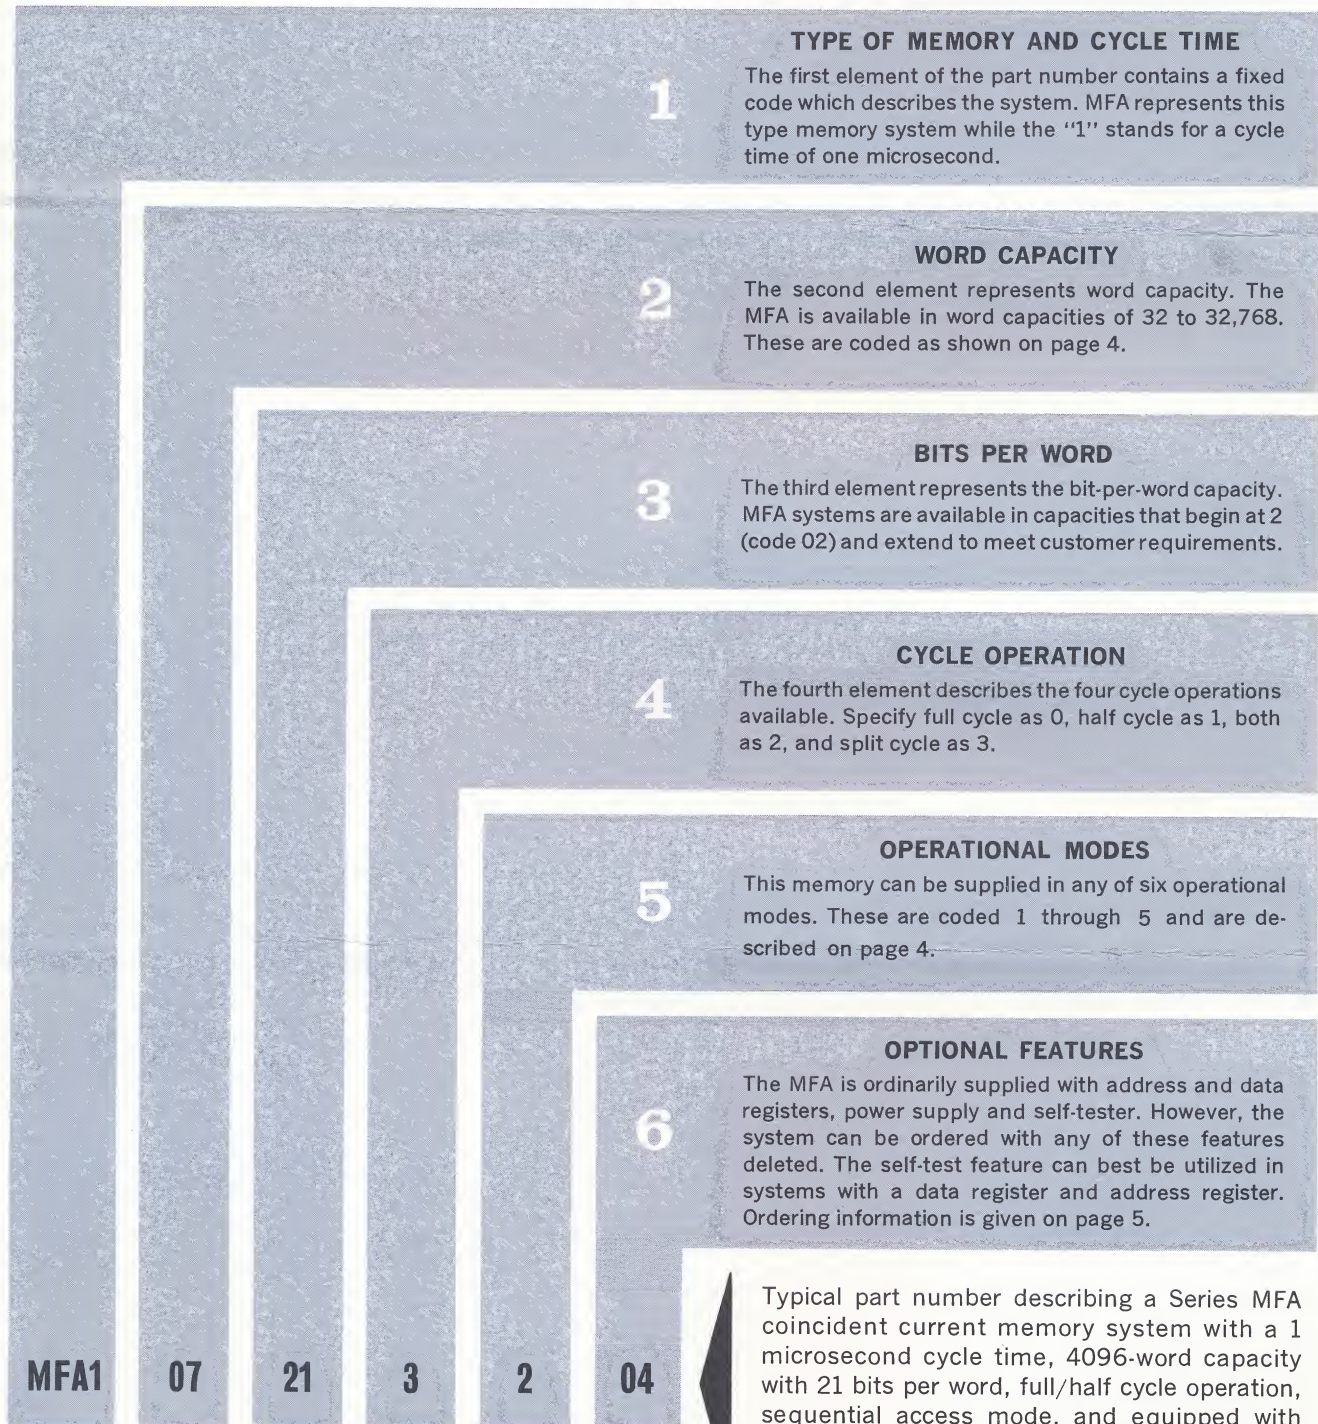 TYPE OF MEMORY AND CYCLE TIME
1
The first element of the part number contains a fixed
code which describes the system. MFA represents this
type memory system while the "1" stands for a cycle
time of one microsecond.
WORD CAPACITY
2
The second element represents word capacity. The
MFA is available in word capacities of 32 to 32,768.
These are coded as shown on page 4.
BITS PER WORD
3
The third element represents the bit-per-word capacity.
MFA systems are available in capacities that begin at 2
(code 02) and extend to meet customer requirements.
CYCLE OPERATION
4
The fourth element describes the four cycle operations
available. Specify full cycle as 0, half cycle as 1, both
as 2, and split cycle as 3.
OPERATIONAL MODES
5
This memory can be supplied in any of six operational
modes. These are coded 1 through 5 and are de-
scribed on page 4.
OPTIONAL FEATURES
6
The MFA is ordinarily supplied with address and data
registers, power supply and self-tester. However, the
system can be ordered with any of these features
deleted. The self-test feature can best be utilized in
systems with a data register and address register.
Ordering information is given on page 5.
MFA1 07 21 3 2 04
Typical part number describing a Series MFA
coincident current memory system with a 1
microsecond cycle time, 4096-word capacity
with 21 bits per word, full/half cycle operation,
sequential access mode, and equipped with